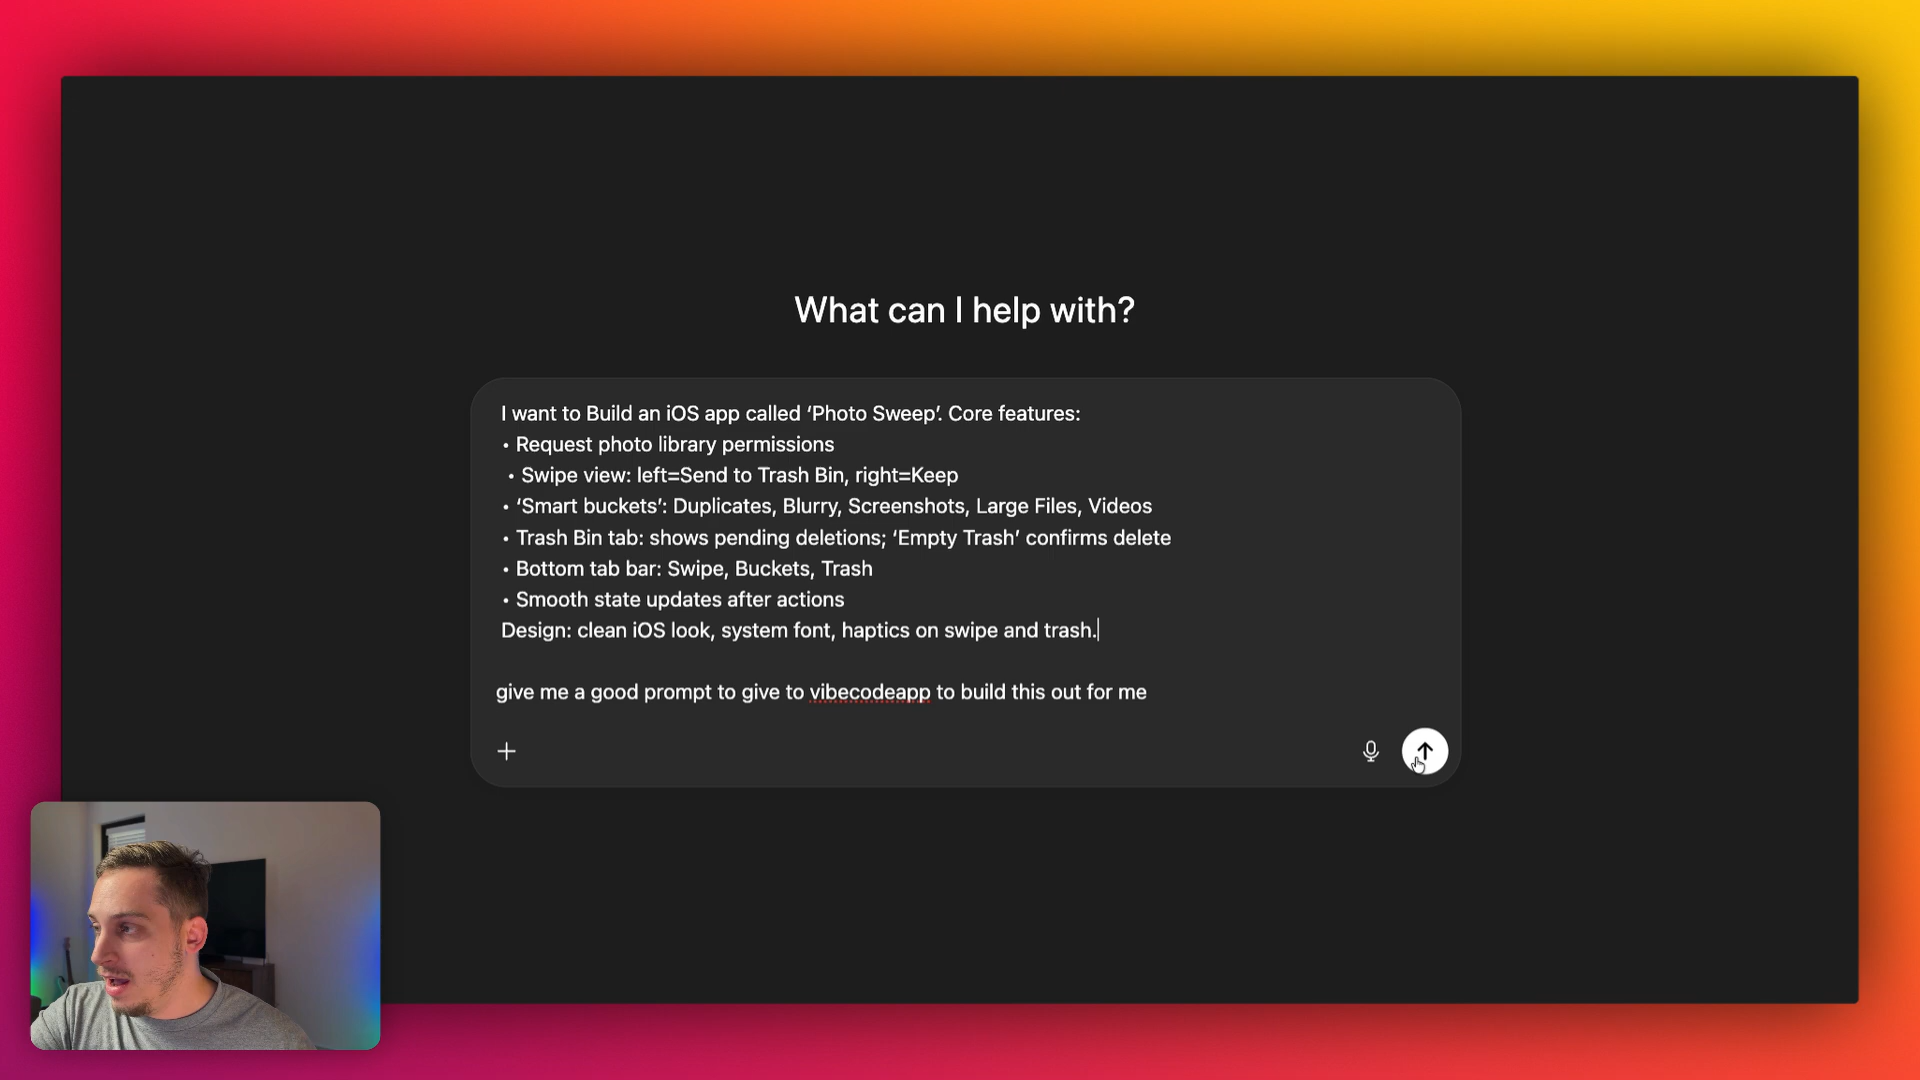 What can I help with?
I want to Build an iOS app called ‘Photo Sweep’. Core features:
• Request photo library permissions
• Swipe view: left=Send to Trash Bin, right=Keep
• ‘Smart buckets’: Duplicates, Blurry, Screenshots, Large Files, Videos
• Trash Bin tab: shows pending deletions; ‘Empty Trash’ confirms delete
• Bottom tab bar: Swipe, Buckets, Trash
• Smooth state updates after actions
Design: clean iOS look, system font, haptics on swipe and trash.
give me a good prompt to give to vibecodeapp to build this out for me